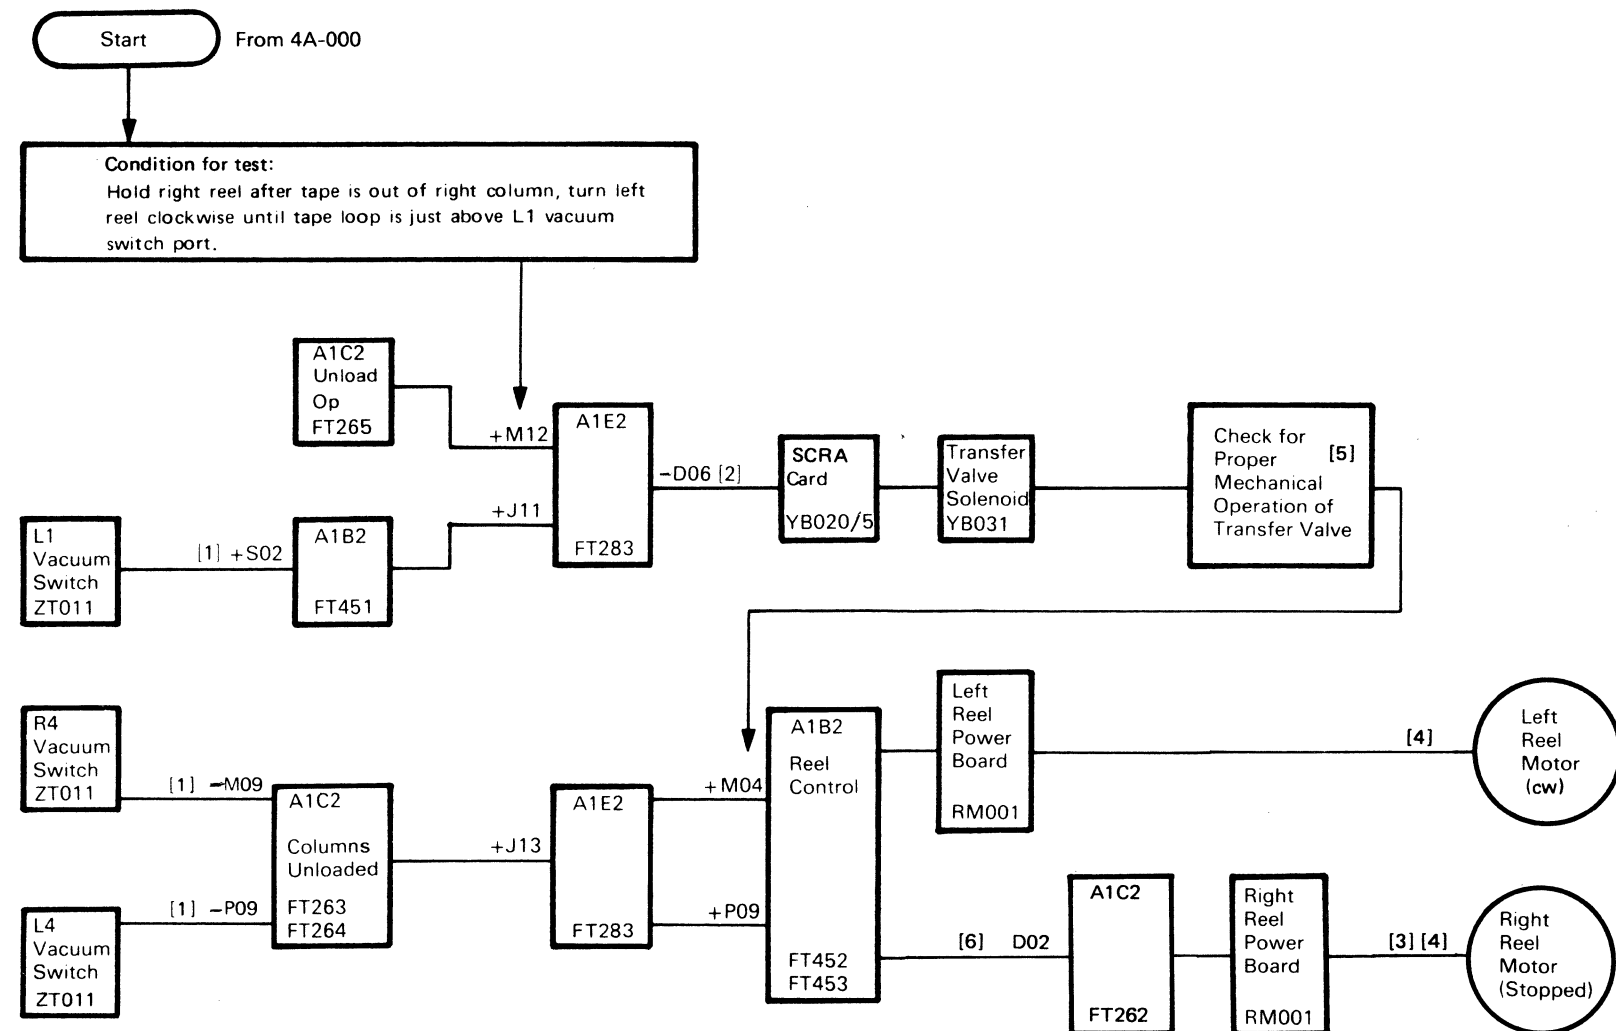 Start
From 4A-000
Condition for test:
Hold right reel after tape is out of right column, turn left
reel clockwise until tape loop is just above L1 vacuum
switch port.
A1C2
Unload
Op
FT265
+M12
L1
Vacuum
Switch
ZT011
[1] +S02
A1B2
FT451
+J11
A1E2
FT283
-D06 [2]
SCRA
Card
YB020/5
Transfer
Valve
Solenoid
YB031
Check for
Proper [5]
Mechanical
Operation of
Transfer Valve
R4
Vacuum
Switch
ZT011
[1] -M09
L4
Vacuum
Switch
ZT011
[1] -P09
A1C2
Columns
Unloaded
FT263
FT264
+J13
A1E2
FT283
+M04
+P09
A1B2
Reel
Control
FT452
FT453
Left
Reel
Power
Board
RM001
[4]
Left
Reel
Motor
(cw)
[6] D02
A1C2
FT262
Right
Reel
Power
Board
RM001
[3] [4]
Right
Reel
Motor
(Stopped)